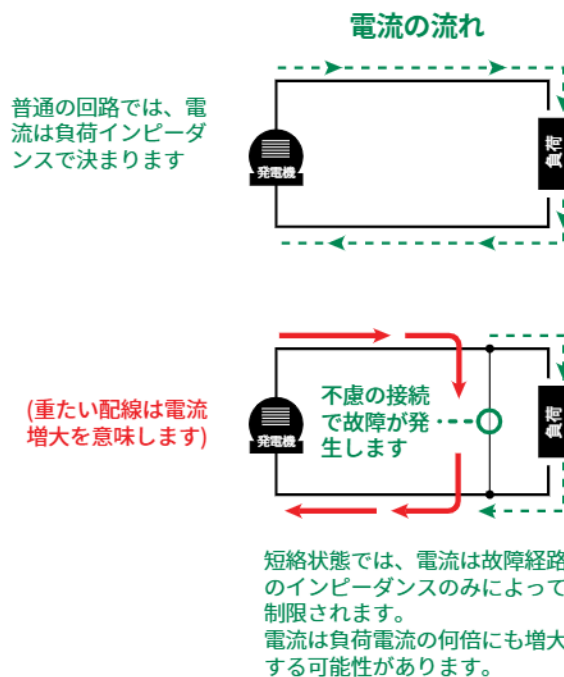 電流の流れ
普通の回路では、電
流は負荷インピーダ
ンスで決まります
発電機
負荷
(重たい配線は電流
増大を意味します)
発電機
不慮の接続
で故障が発
生します
負荷
短絡状態では、電流は故障経路
のインピーダンスのみによって
制限されます。
電流は負荷電流の何倍にも増大
する可能性があります。